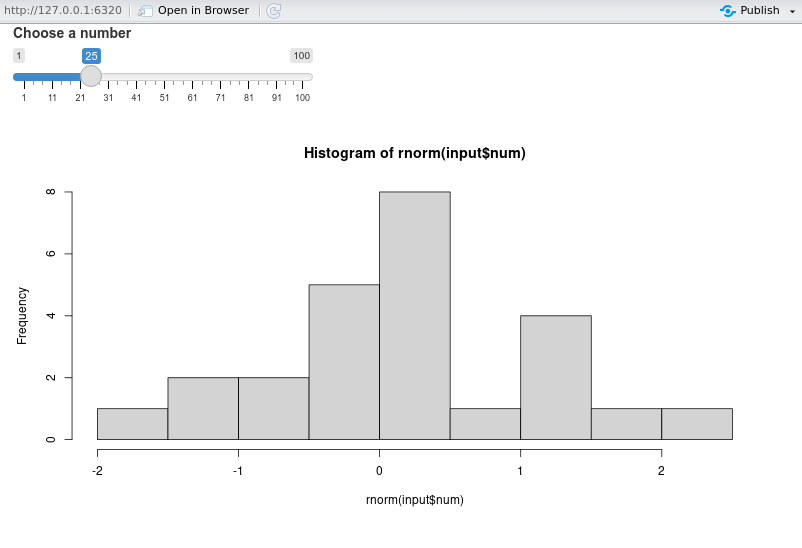 http://127.0.0.1:6320 Open in Browser Publish
Choose a number
1 25 100
1 11 21 31 41 51 61 71 81 91 100
Histogram of rnorm(input$num)
8
6
4
2
0
Frequency
-2 -1 0 1 2
rnorm(input$num)